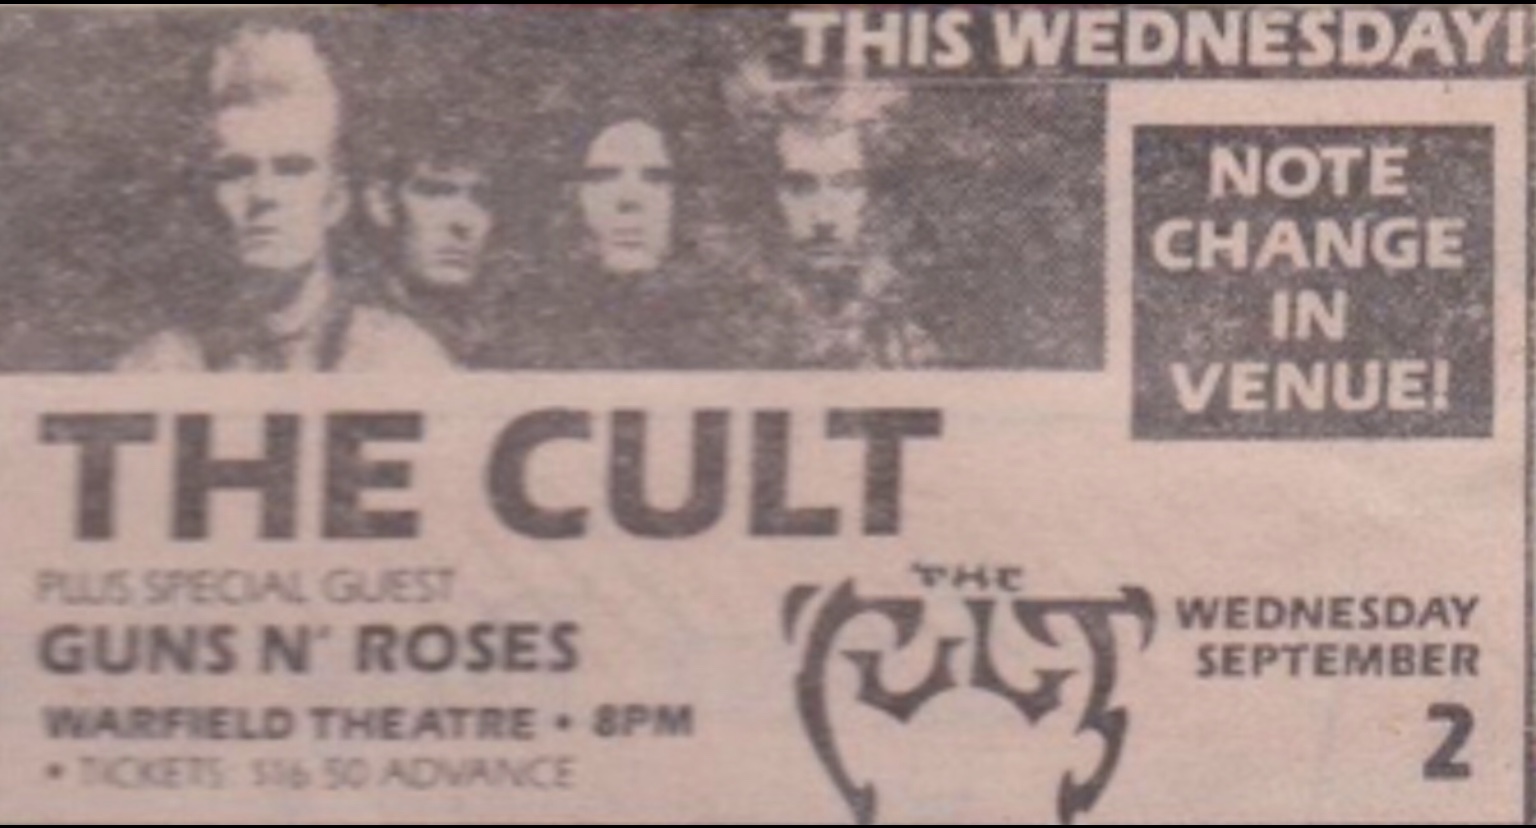 THIS WEDNESDAY!
NOTE
CHANGE
IN
VENUE!
THE CULT
PLUS SPECIAL GUEST
GUNS N' ROSES
WARFIELD THEATRE • 8PM
• TICKETS: $16.50 ADVANCE
THE
CULT
WEDNESDAY
SEPTEMBER
2